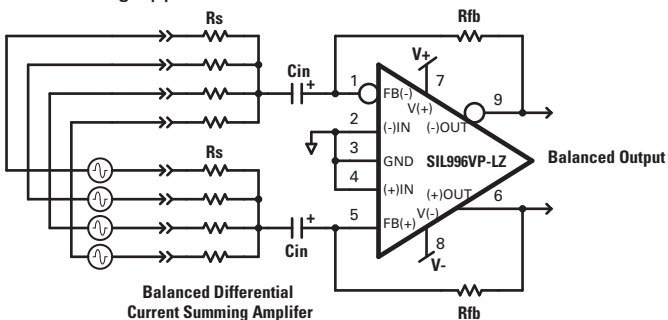 Rs
Rfb
Cin
+
V+
1
7
9
FB(-)
V(+)
2
(-)IN
(-)OUT
3
GND
SIL996VP-LZ
Balanced Output
Rs
4
(+)IN
(+)OUT
6
5
FB(+)
V(-)
+
Cin
8
V-
Rfb
Balanced Differential
Current Summing Amplifer